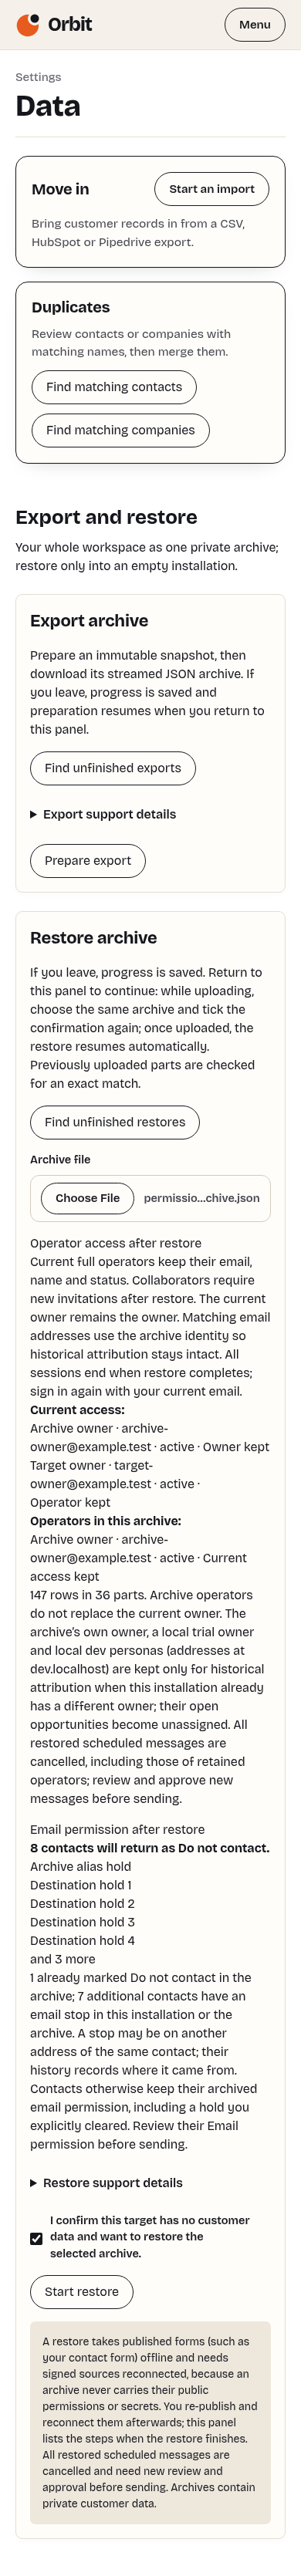 Orbit
Menu
Settings
Data
Move in
Start an import
Bring customer records in from a CSV,
HubSpot or Pipedrive export.
Duplicates
Review contacts or companies with
matching names, then merge them.
Find matching contacts
Find matching companies
Export and restore
Your whole workspace as one private archive;
restore only into an empty installation.
Export archive
Prepare an immutable snapshot, then
download its streamed JSON archive. If
you leave, progress is saved and
preparation resumes when you return to
this panel.
Find unfinished exports
Export support details
Prepare export
Restore archive
If you leave, progress is saved. Return to
this panel to continue: while uploading,
choose the same archive and tick the
confirmation again; once uploaded, the
restore resumes automatically.
Previously uploaded parts are checked
for an exact match.
Find unfinished restores
Archive file
Choose File permissio...chive.json
Operator access after restore
Current full operators keep their email,
name and status. Collaborators require
new invitations after restore. The current
owner remains the owner. Matching email
addresses use the archive identity so
historical attribution stays intact. All
sessions end when restore completes;
sign in again with your current email.
Current access:
Archive owner · archive-
owner@example.test · active · Owner kept
Target owner · target-
owner@example.test · active ·
Operator kept
Operators in this archive:
Archive owner · archive-
owner@example.test · active · Current
access kept
147 rows in 36 parts. Archive operators
do not replace the current owner. The
archive's own owner, a local trial owner
and local dev personas (addresses at
dev.localhost) are kept only for historical
attribution when this installation already
has a different owner; their open
opportunities become unassigned. All
restored scheduled messages are
cancelled, including those of retained
operators; review and approve new
messages before sending.
Email permission after restore
8 contacts will return as Do not contact.
Archive alias hold
Destination hold 1
Destination hold 2
Destination hold 3
Destination hold 4
and 3 more
1 already marked Do not contact in the
archive; 7 additional contacts have an
email stop in this installation or the
archive. A stop may be on another
address of the same contact; their
history records where it came from.
Contacts otherwise keep their archived
email permission, including a hold you
explicitly cleared. Review their Email
permission before sending.
Restore support details
I confirm this target has no customer
data and want to restore the
selected archive.
Start restore
A restore takes published forms (such as
your contact form) offline and needs
signed sources reconnected, because an
archive never carries their public
permissions or secrets. You re-publish and
reconnect them afterwards; this panel
lists the steps when the restore finishes.
All restored scheduled messages are
cancelled and need new review and
approval before sending. Archives contain
private customer data.